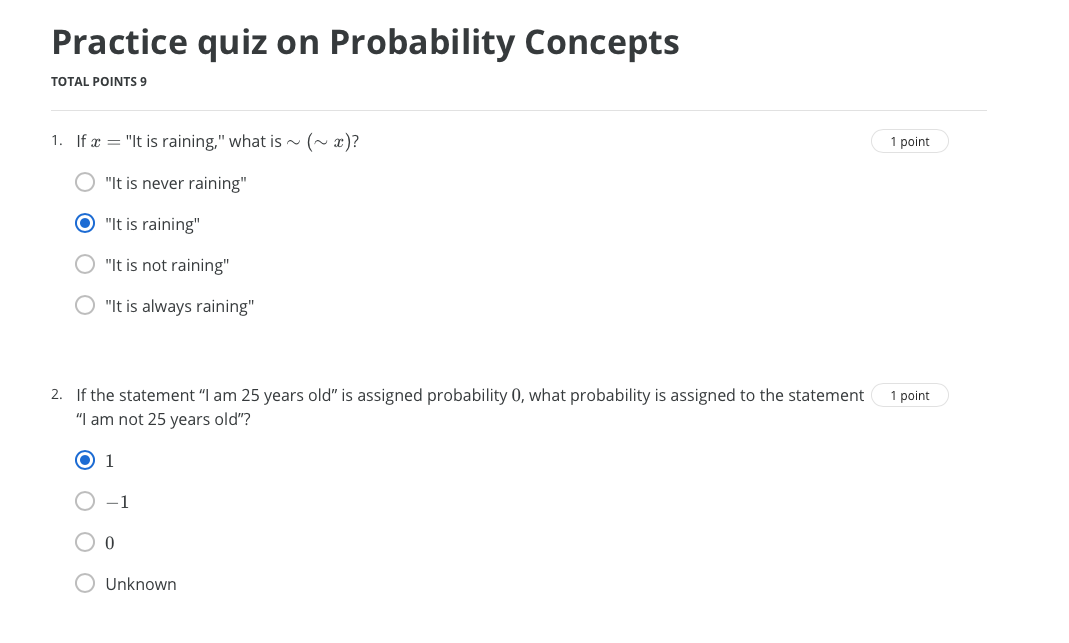 Practice quiz on Probability Concepts
TOTAL POINTS 9
1. If x = "It is raining," what is ∼ (∼ x)?
1 point
"It is never raining"
"It is raining"
"It is not raining"
"It is always raining"
2. If the statement “I am 25 years old” is assigned probability 0, what probability is assigned to the statement
1 point
“I am not 25 years old”?
1
−1
0
Unknown